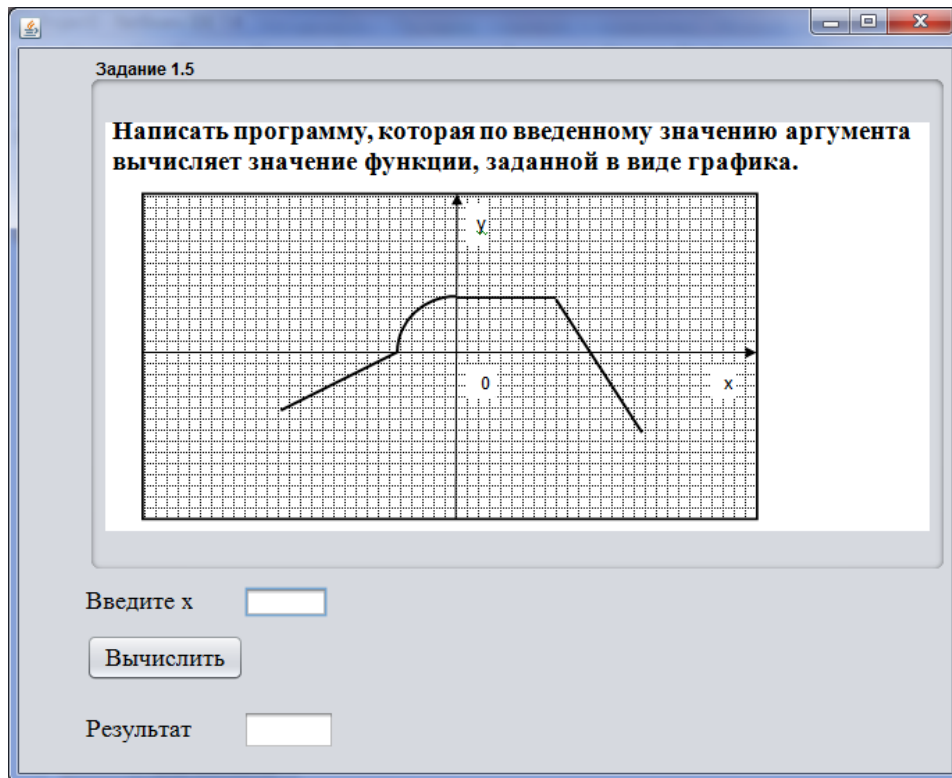 Задание 1.5
Написать программу, которая по введенному значению аргумента
вычисляет значение функции, заданной в виде графика.
y
0
x
Введите x
Вычислить
Результат